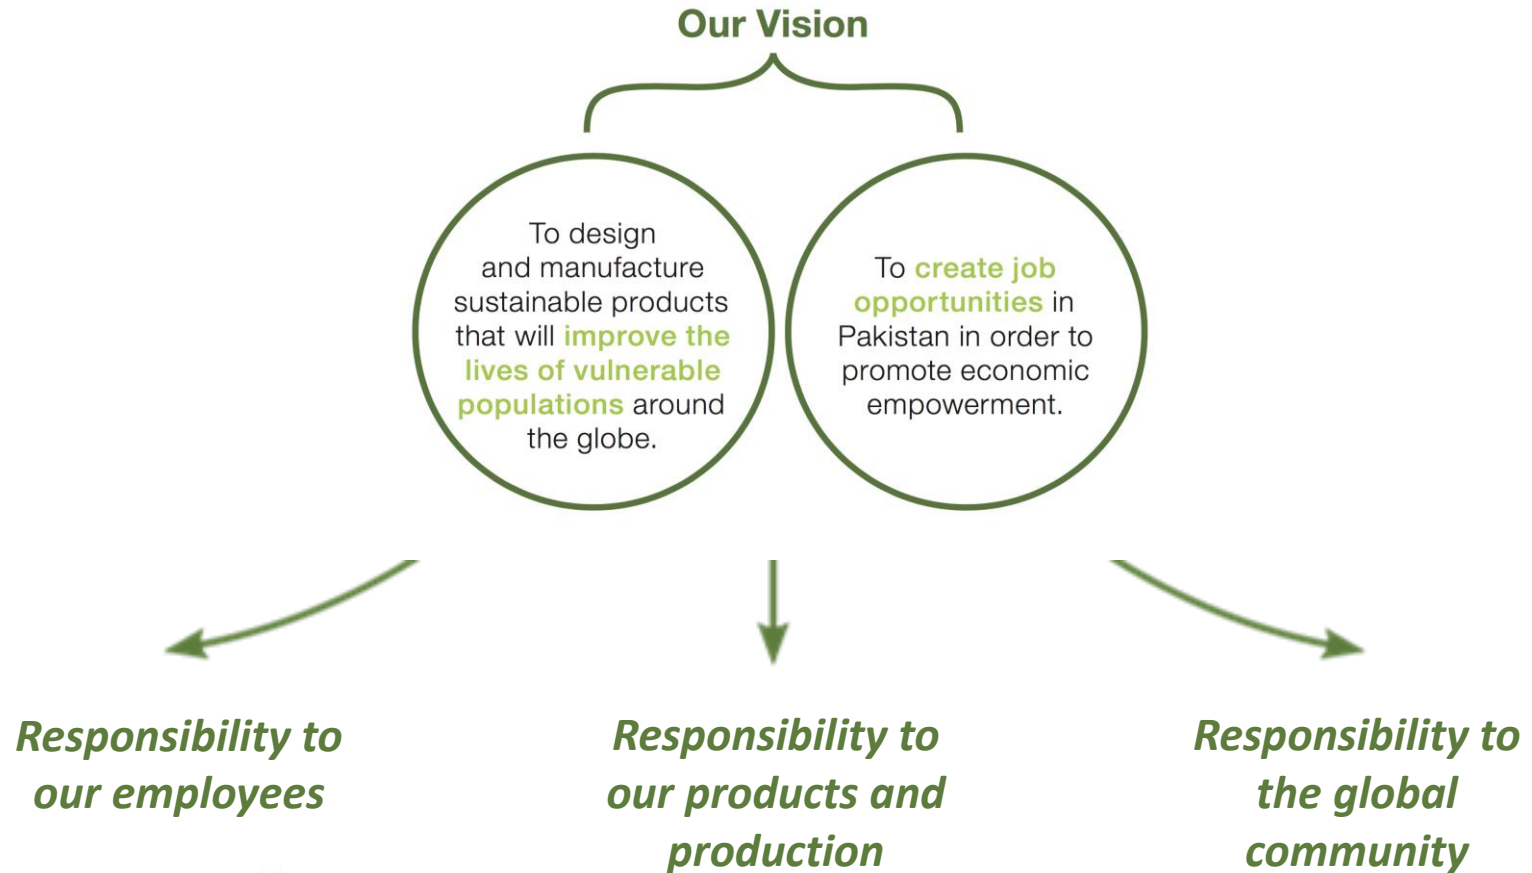 Our Vision
To design
and manufacture
sustainable products
that will improve the
lives of vulnerable
populations around
the globe.
To create job
opportunities in
Pakistan in order to
promote economic
empowerment.
Responsibility to
our employees
Responsibility to
our products and
production
Responsibility to
the global
community